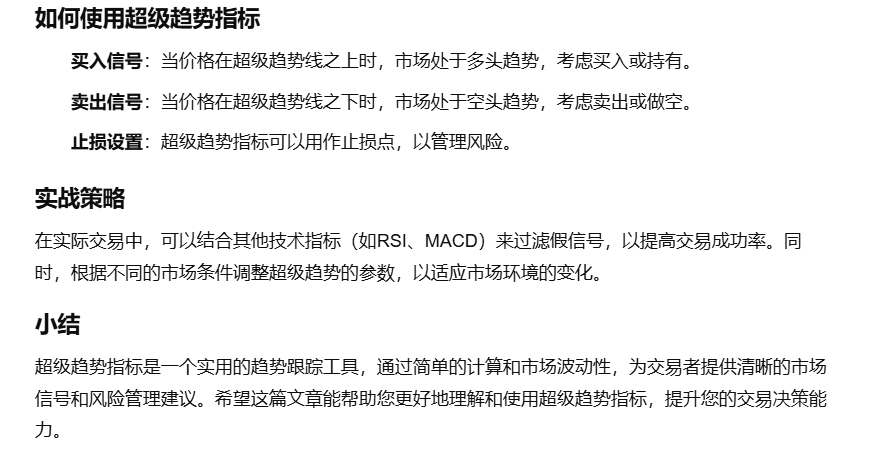 如何使用超级趋势指标
买入信号：当价格在超级趋势线之上时，市场处于多头趋势，考虑买入或持有。
卖出信号：当价格在超级趋势线之下时，市场处于空头趋势，考虑卖出或做空。
止损设置：超级趋势指标可以用作止损点，以管理风险。
实战策略
在实际交易中，可以结合其他技术指标（如RSI、MACD）来过滤假信号，以提高交易成功率。同
时，根据不同的市场条件调整超级趋势的参数，以适应市场环境的变化。
小结
超级趋势指标是一个实用的趋势跟踪工具，通过简单的计算和市场波动性，为交易者提供清晰的市场
信号和风险管理建议。希望这篇文章能帮助您更好地理解和使用超级趋势指标，提升您的交易决策能
力。